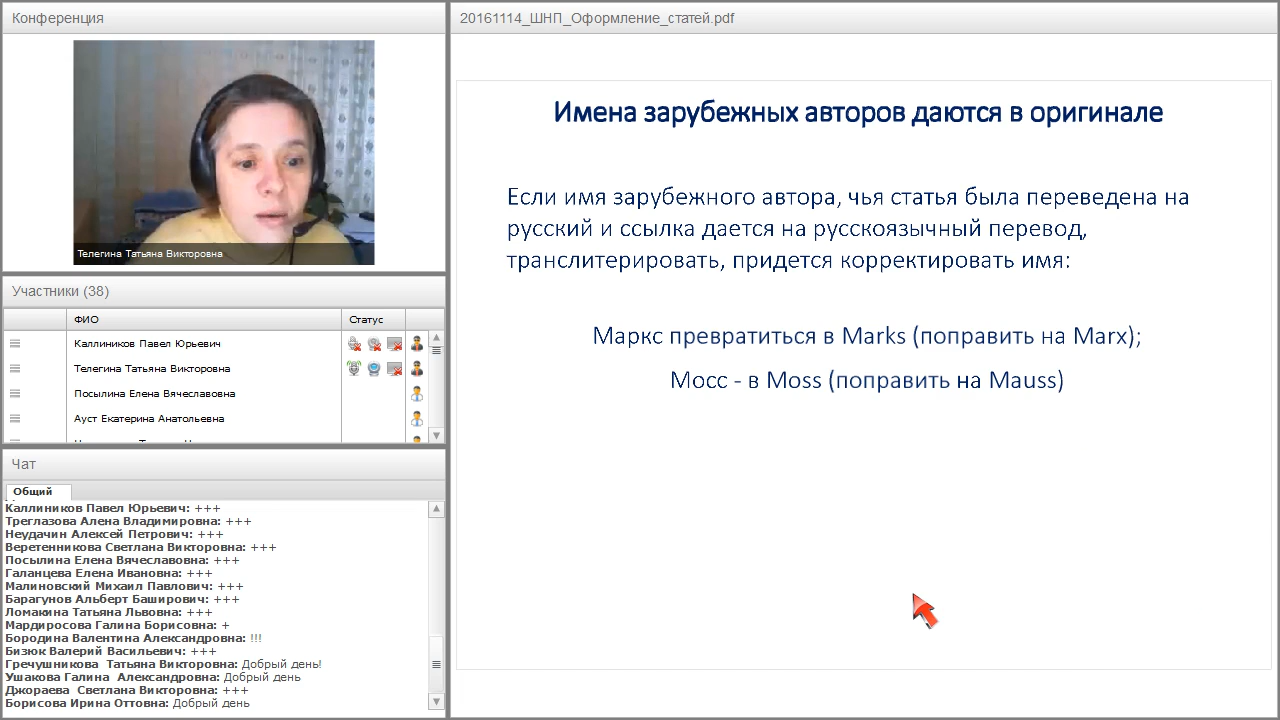 Конференция
Телегина Татьяна Викторовна
Участники (38)
ФИО
Статус
Каллиников Павел Юрьевич
Телегина Татьяна Викторовна
Посылина Елена Вячеславовна
Ауст Екатерина Анатольевна
Чат
Общий
Каллиников Павел Юрьевич: +++
Треглазова Алена Владимировна: +++
Неудачин Алексей Петрович: +++
Веретенникова Светлана Викторовна: +++
Посылина Елена Вячеславовна: +++
Галанцева Елена Ивановна: +++
Малиновский Михаил Павлович: +++
Барагунов Альберт Баширович: +++
Ломакина Татьяна Львовна: +++
Мардиросова Галина Борисовна: +
Бородина Валентина Александровна: !!!
Бизюк Валерий Васильевич: +++
Гречушникова Татьяна Викторовна: Добрый день!
Ушакова Галина Александровна: Добрый день
Джораева Светлана Викторовна: +++
Борисова Ирина Оттовна: Добрый день
20161114_ШНП_Оформление_статей.pdf
Имена зарубежных авторов даются в оригинале
Если имя зарубежного автора, чья статья была переведена на
русский и ссылка дается на русскоязычный перевод,
транслитерировать, придется корректировать имя:
Маркс превратиться в Marks (поправить на Marx);
Мосс - в Moss (поправить на Mauss)